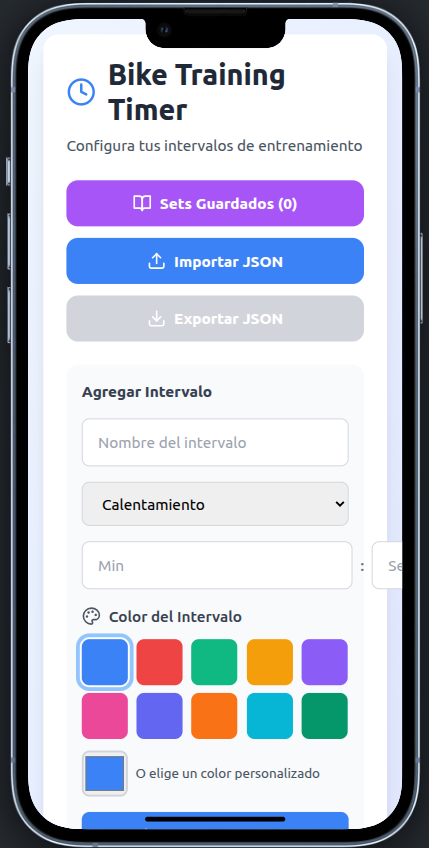 Bike Training
Timer
Configura tus intervalos de entrenamiento
Sets Guardados (0)
Importar JSON
Exportar JSON
Agregar Intervalo
Nombre del intervalo
Calentamiento
Min : Se
Color del Intervalo
O elige un color personalizado